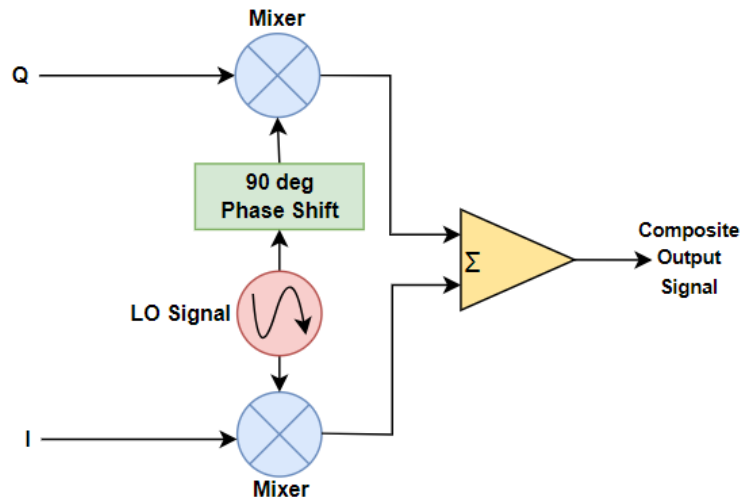 Mixer
Q
90 deg
Phase Shift
Composite
Output
Signal
Σ
LO Signal
I
Mixer